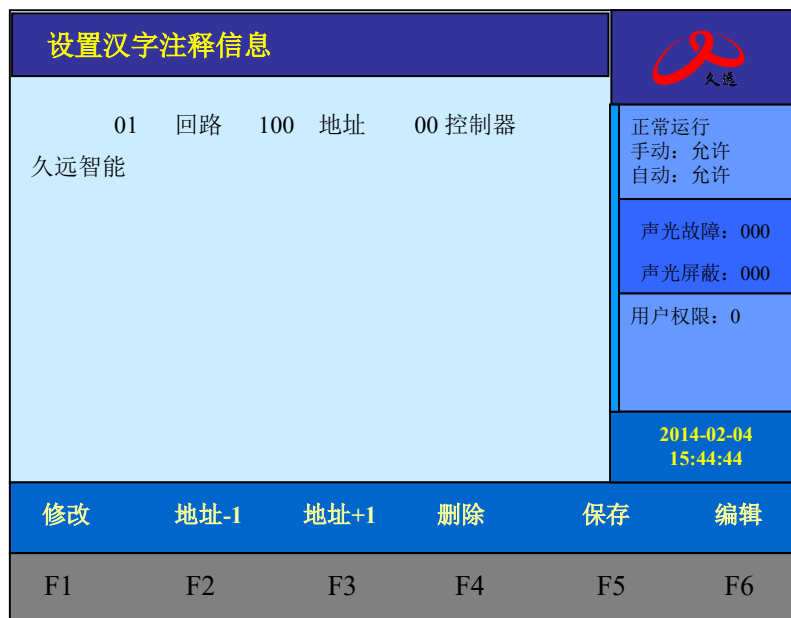 设置汉字注释信息
久通
01 回路 100 地址 00 控制器
久远智能
正常运行
手动：允许
自动：允许
声光故障：000
声光屏蔽：000
用户权限：0
2014-02-04
15:44:44
修改 地址-1 地址+1 删除 保存 编辑
F1 F2 F3 F4 F5 F6